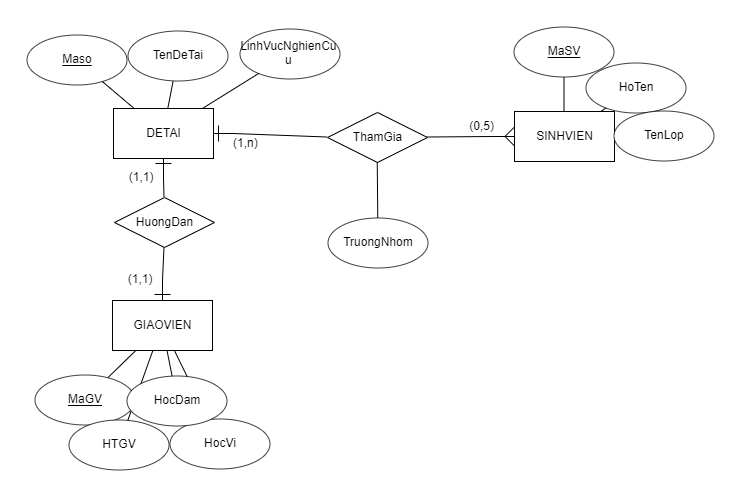 Maso
TenDeTai
LinhVucNghienCu
u
MaSV
HoTen
TenLop
DETAI
(1,n)
ThamGia
(0,5)
SINHVIEN
(1,1)
HuongDan
TruongNhom
(1,1)
GIAOVIEN
MaGV
HocDam
HTGV
HocVi